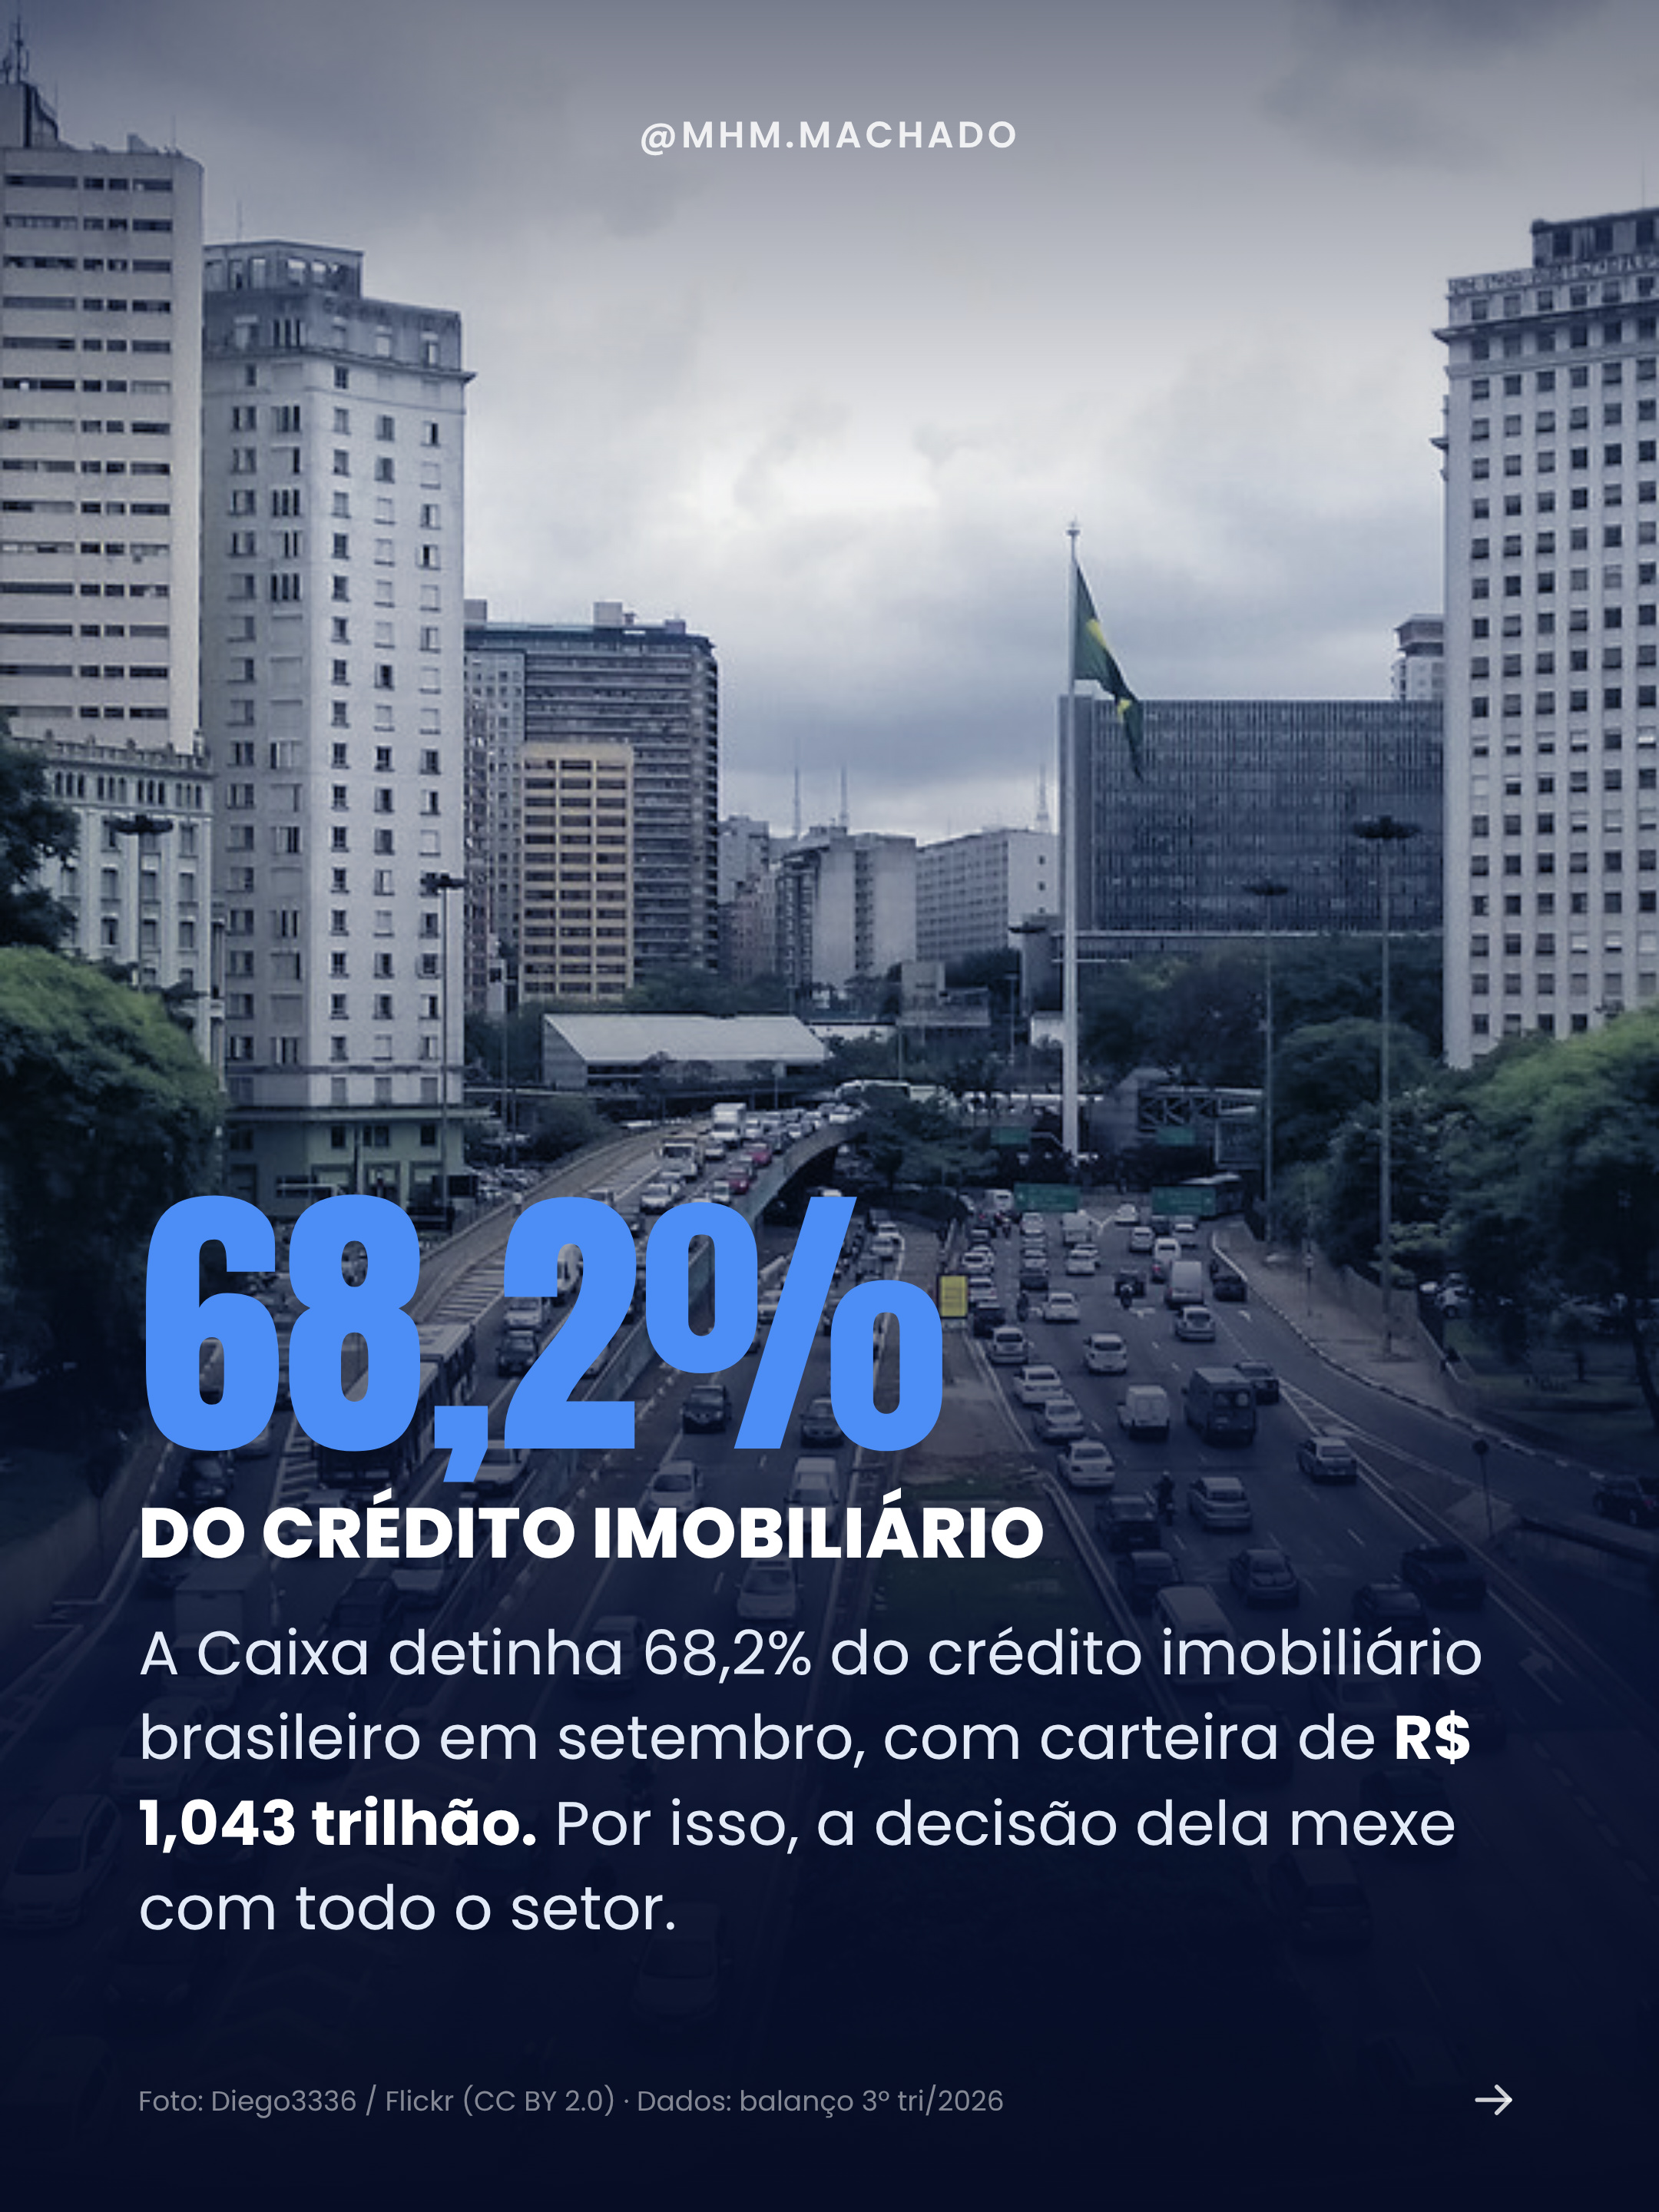 @MHM.MACHADO
68,2%
DO CRÉDITO IMOBILIÁRIO
A Caixa detinha 68,2% do crédito imobiliário
brasileiro em setembro, com carteira de R$
1,043 trilhão. Por isso, a decisão dela mexe
com todo o setor.
Foto: Diego3336 / Flickr (CC BY 2.0) · Dados: balanço 3º tri/2026